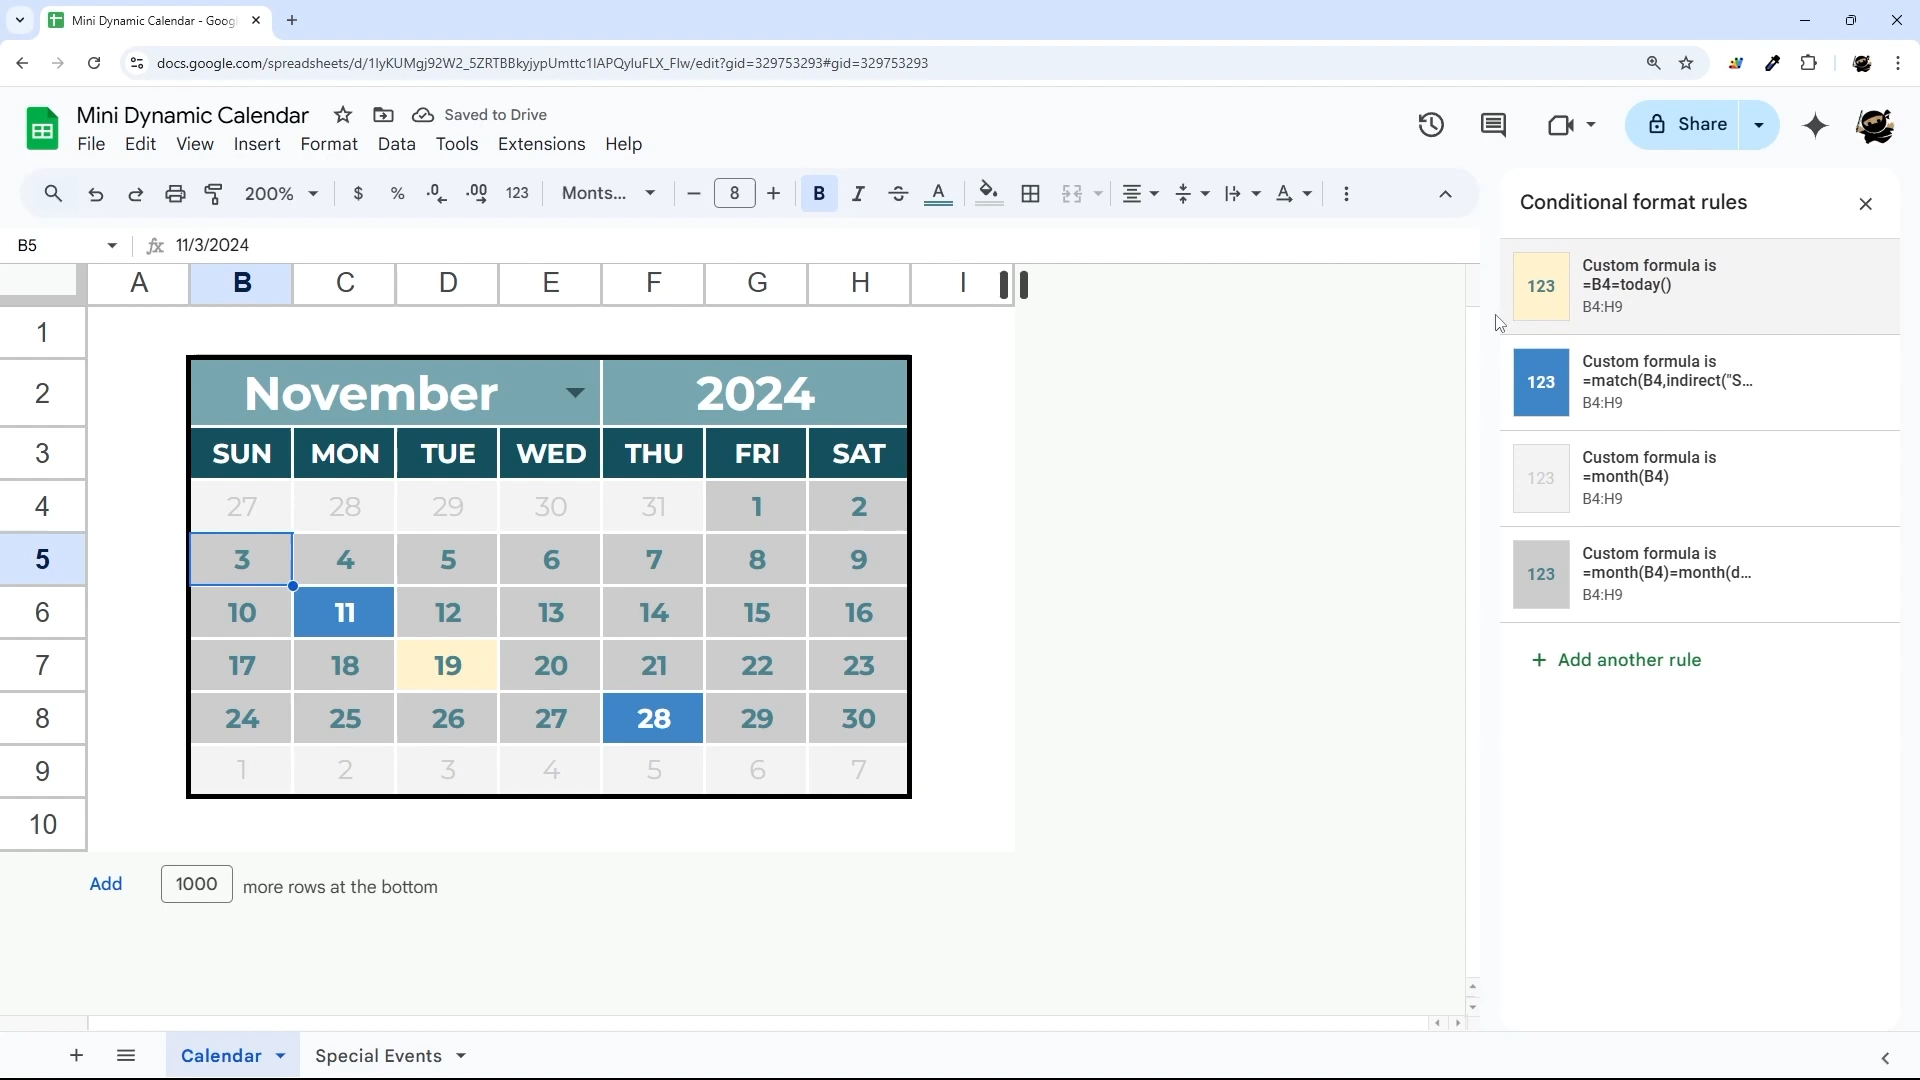 Mini Dynamic Calendar - Goog
docs.google.com/spreadsheets/d/1lyKUMgj92W2_5ZRTBBkyjypUmttc1IAPQyluFLX_Flw/edit?gid=329753293#gid=329753293
Mini Dynamic Calendar Saved to Drive
File Edit View Insert Format Data Tools Extensions Help
Share
200% $ % .0 .00 123 Monts... 8 B I S A A
B5 fx 11/3/2024
A B C D E F G H I
1
2 November 2024
3 SUN MON TUE WED THU FRI SAT
4 27 28 29 30 31 1 2
5 3 4 5 6 7 8 9
6 10 11 12 13 14 15 16
7 17 18 19 20 21 22 23
8 24 25 26 27 28 29 30
9 1 2 3 4 5 6 7
10
Add 1000 more rows at the bottom
Calendar Special Events
Conditional format rules
123 Custom formula is
=B4=today()
B4:H9
123 Custom formula is
=match(B4,indirect("S...
B4:H9
123 Custom formula is
=month(B4)
B4:H9
123 Custom formula is
=month(B4)=month(d...
B4:H9
+ Add another rule